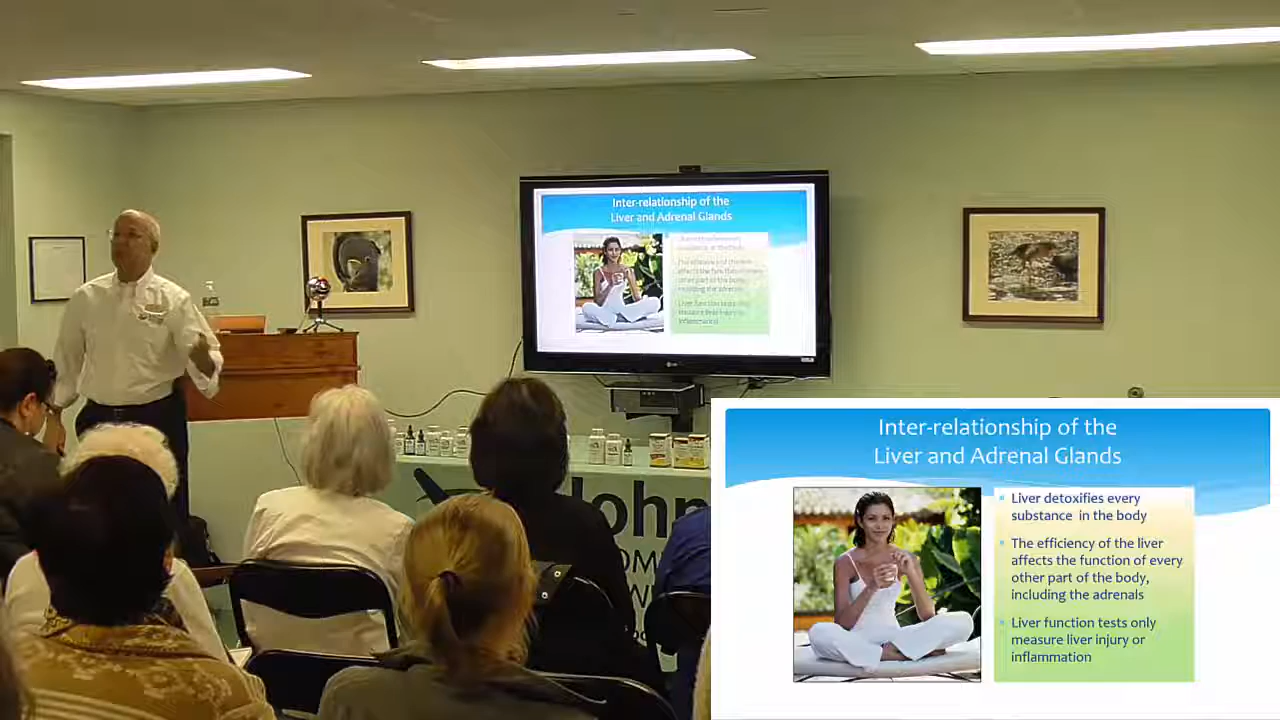 Inter-relationship of the
Liver and Adrenal Glands
John
COM
W
Inter-relationship of the
Liver and Adrenal Glands
Liver detoxifies every
substance in the body
The efficiency of the liver
affects the function of every
other part of the body,
including the adrenals
Liver function tests only
measure liver injury or
inflammation